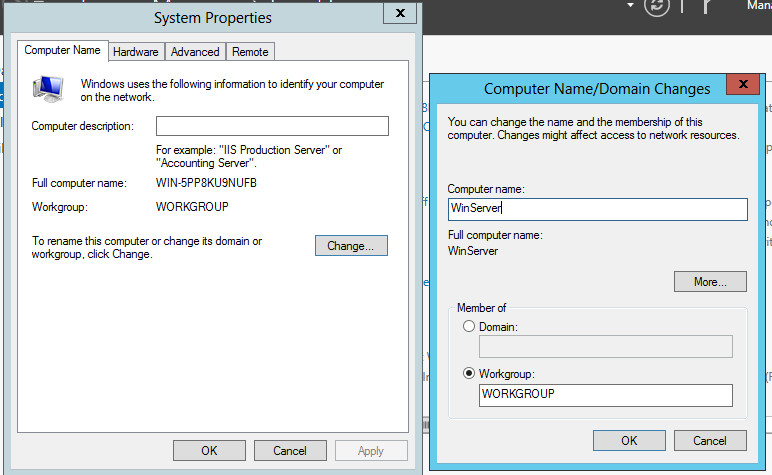 System Properties
x
Computer Name
Hardware
Advanced
Remote
Windows uses the following information to identify your computer
on the network.
Computer description:
For example: "IIS Production Server" or
"Accounting Server".
Full computer name:
WIN-5PP8KU9NUFB
Workgroup:
WORKGROUP
To rename this computer or change its domain or
workgroup, click Change.
Change...
OK
Cancel
Apply
Mana
Computer Name/Domain Changes
x
You can change the name and the membership of this
computer. Changes might affect access to network resources.
Computer name:
WinServer
Full computer name:
WinServer
More...
Member of
Domain:
Workgroup:
WORKGROUP
OK
Cancel